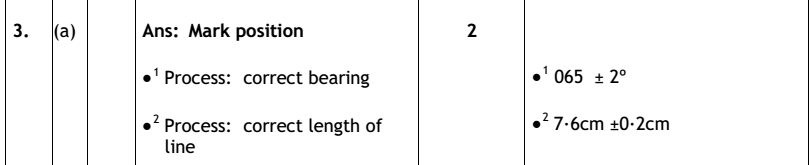 3. (a) Ans: Mark position 2
●¹ Process: correct bearing ●¹ 065 ± 2º
●² Process: correct length of line ●² 7·6cm ±0·2cm